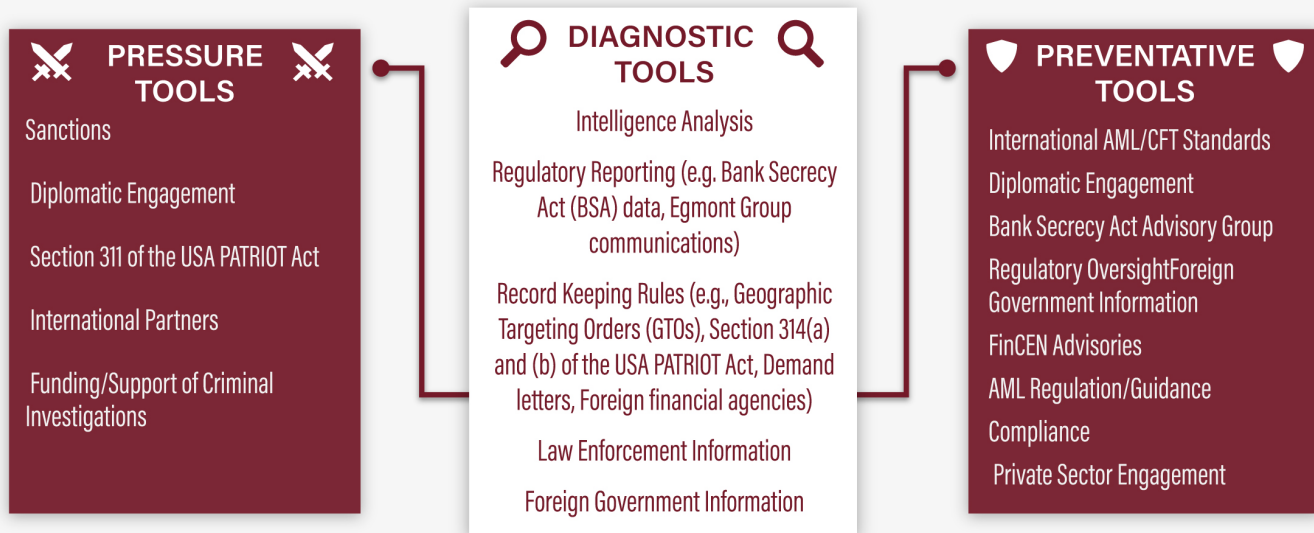 PRESSURE
TOOLS
Sanctions
Diplomatic Engagement
Section 311 of the USA PATRIOT Act
International Partners
Funding/Support of Criminal
Investigations
DIAGNOSTIC
TOOLS
Intelligence Analysis
Regulatory Reporting (e.g. Bank Secrecy
Act (BSA) data, Egmont Group
communications)
Record Keeping Rules (e.g., Geographic
Targeting Orders (GTOs), Section 314(a)
and (b) of the USA PATRIOT Act, Demand
letters, Foreign financial agencies)
Law Enforcement Information
Foreign Government Information
PREVENTATIVE
TOOLS
International AML/CFT Standards
Diplomatic Engagement
Bank Secrecy Act Advisory Group
Regulatory OversightForeign
Government Information
FinCEN Advisories
AML Regulation/Guidance
Compliance
Private Sector Engagement